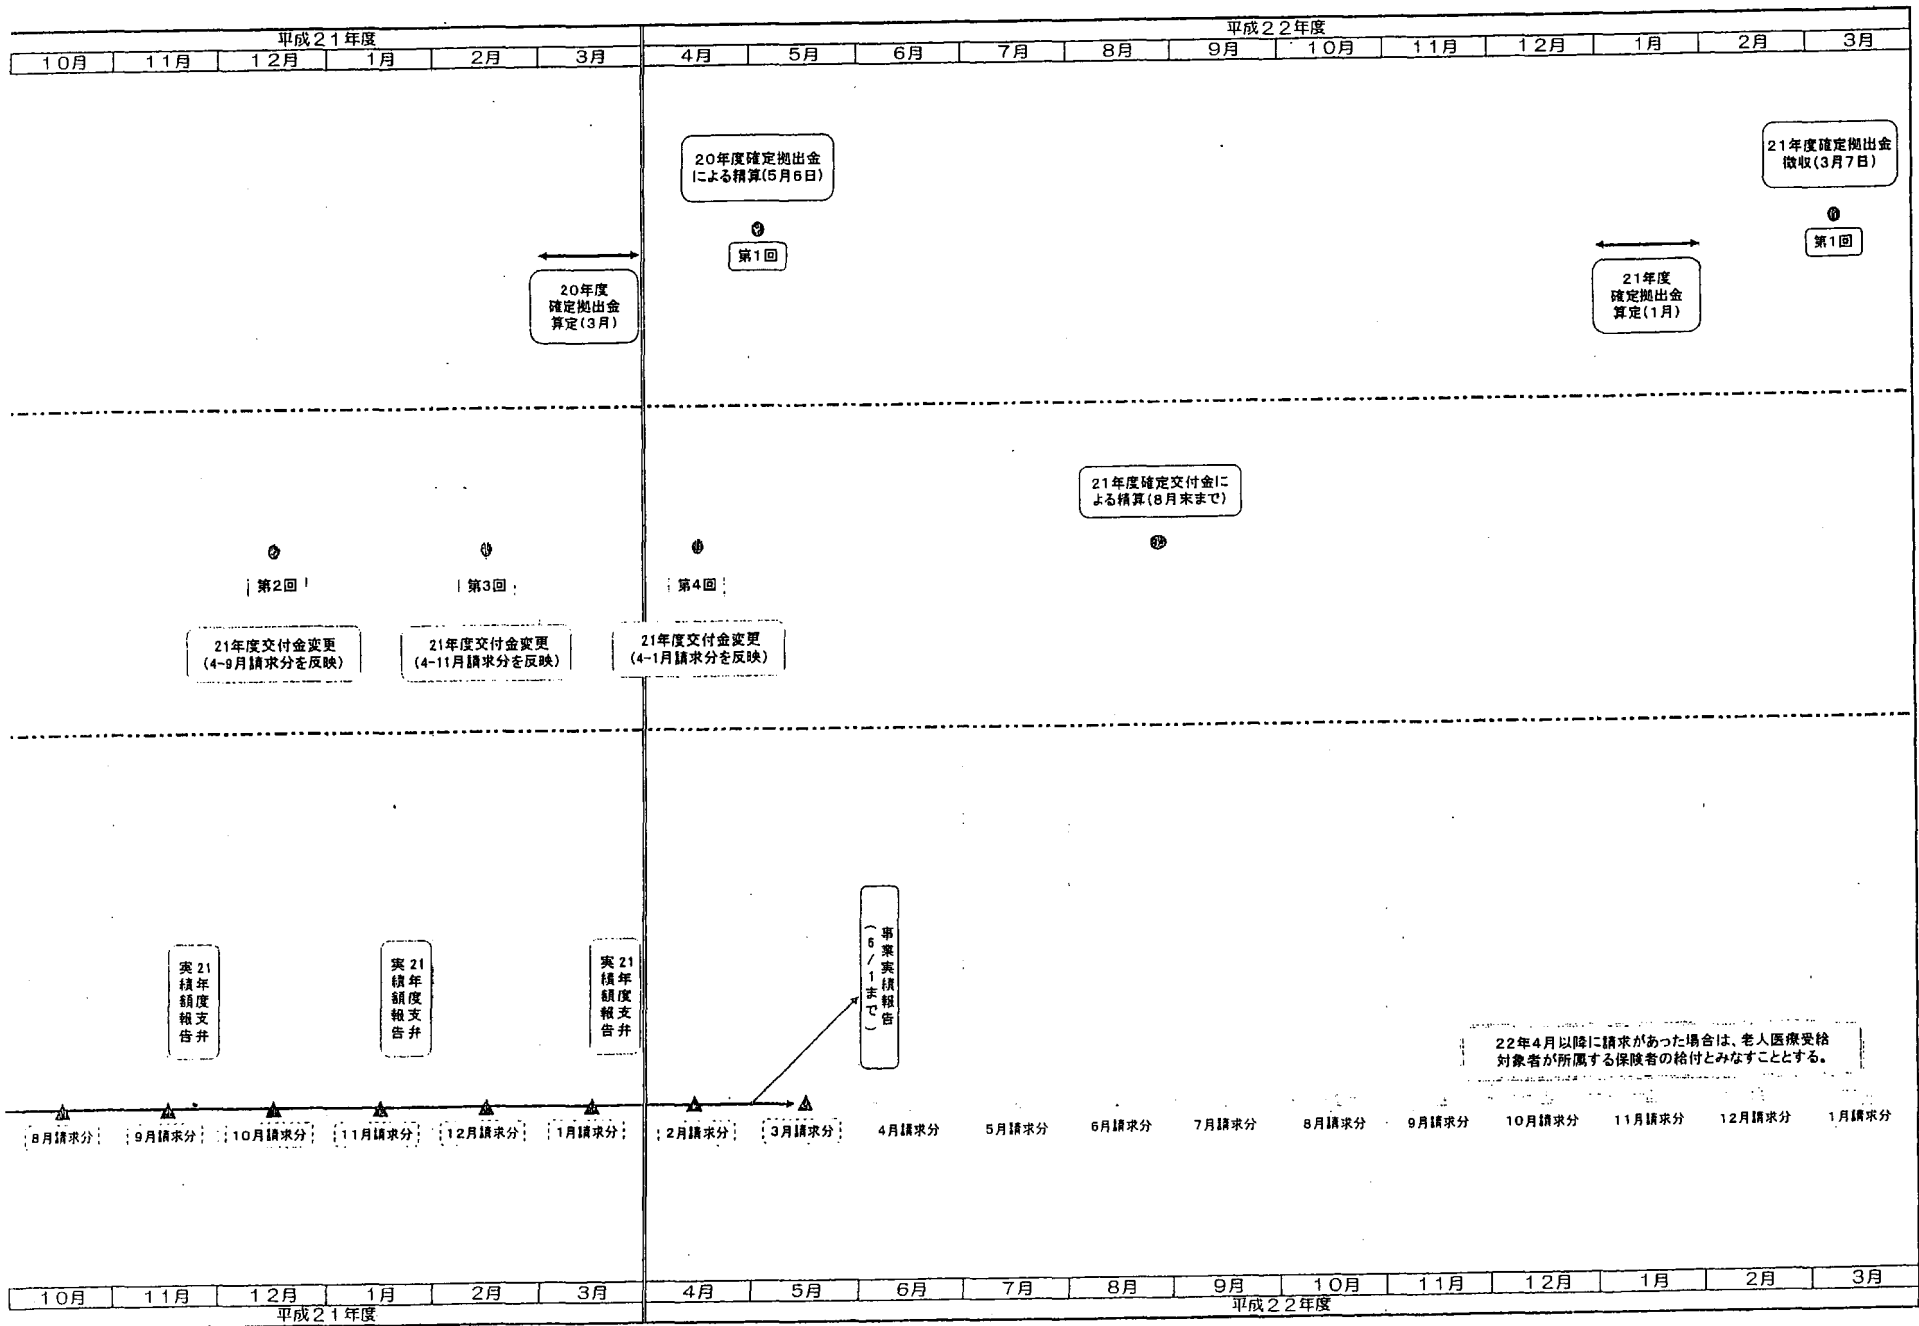 平成21年度
平成22年度
10月 11月 12月 1月 2月 3月 4月 5月 6月 7月 8月 9月 10月 11月 12月 1月 2月 3月
20年度確定拠出金
による精算(5月6日)
第1回
20年度
確定拠出金
算定(3月)
21年度確定拠出金
徴収(3月7日)
第1回
21年度
確定拠出金
算定(1月)
21年度確定交付金に
よる精算(8月末まで)
第2回
第3回
第4回
21年度交付金変更
(4-9月請求分を反映)
21年度交付金変更
(4-11月請求分を反映)
21年度交付金変更
(4-1月請求分を反映)
21年度支弁
実績額報告
21年度支弁
実績額報告
21年度支弁
実績額報告
事業実績報告
(6/1まで)
22年4月以降に請求があった場合は、老人医療受給
対象者が所属する保険者の給付とみなすこととする。
8月請求分 9月請求分 10月請求分 11月請求分 12月請求分 1月請求分 2月請求分 3月請求分 4月請求分 5月請求分 6月請求分 7月請求分 8月請求分 9月請求分 10月請求分 11月請求分 12月請求分 1月請求分
10月 11月 12月 1月 2月 3月 4月 5月 6月 7月 8月 9月 10月 11月 12月 1月 2月 3月
平成21年度
平成22年度